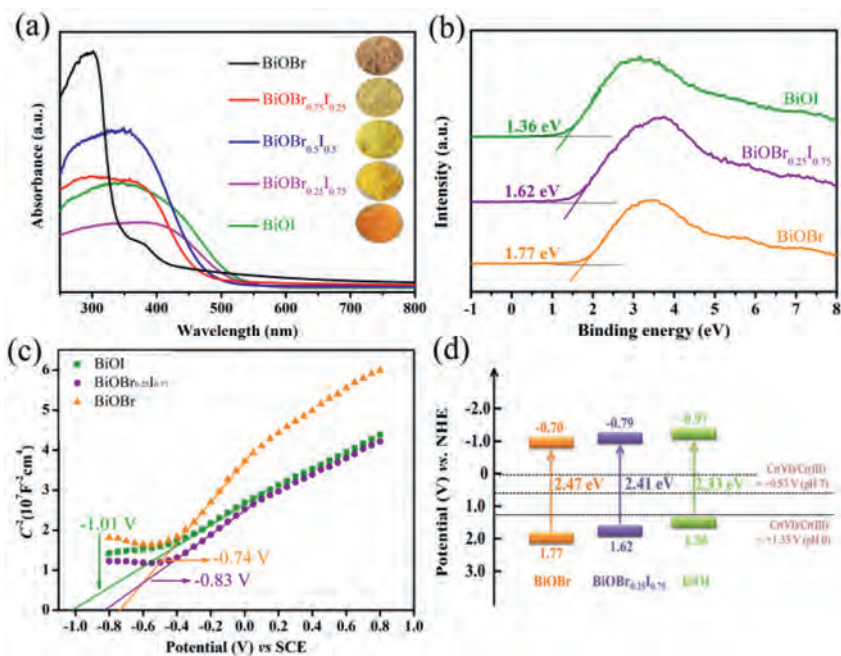 (a)
BiOBr
BiOBr0.75I0.25
BiOBr0.5I0.5
BiOBr0.25I0.75
BiOI
Absorbance (a.u.)
300 400 500 600 700 800
Wavelength (nm)
(b)
1.36 eV
BiOI
1.62 eV
BiOBr0.25I0.75
1.77 eV
BiOBr
Intensity (a.u.)
-1 0 1 2 3 4 5 6 7 8
Binding energy (eV)
(c)
BiOI
BiOBr0.25I0.75
BiOBr
6
5
4
3
2
1
0
C⁻² (10⁷F⁻² cm⁴)
-1.01 V
-0.74 V
-0.83 V
-1.0 -0.8 -0.6 -0.4 -0.2 0.0 0.2 0.4 0.6 0.8 1.0
Potential (V) vs SCE
(d)
Potential (V) vs. NHE
-2.0
-1.0
0
1.0
2.0
3.0
-0.70
-0.79
-0.97
2.47 eV
2.41 eV
2.33 eV
1.77
1.62
1.36
BiOBr
BiOBr0.25I0.75
BiOI
Cr(VI)/Cr(III)
(pH 7)
Cr(VI)/Cr(III)
+1.33 V (pH 0)